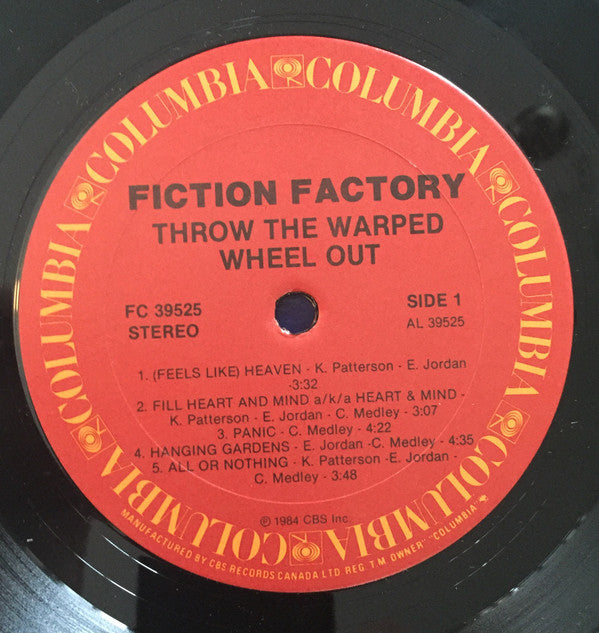 COLUMBIA COLUMBIA COLUMBIA COLUMBIA COLUMBIA COLUMBIA COLUMBIA
FICTION FACTORY
THROW THE WARPED
WHEEL OUT
FC 39525
STEREO
SIDE 1
AL 39525
1. (FEELS LIKE) HEAVEN - K. Patterson - E. Jordan
-3:32
2. FILL HEART AND MIND a/k/a HEART & MIND -
K. Patterson - E. Jordan - C. Medley - 3:07
3. PANIC - C. Medley - 4:22
4. HANGING GARDENS - E. Jordan -C. Medley - 4:35
5. ALL OR NOTHING - K. Patterson -E. Jordan -
C. Medley - 3:48
℗ 1984 CBS Inc.
MANUFACTURED BY CBS RECORDS CANADA LTD REG. T.M. OWNER "COLUMBIA"